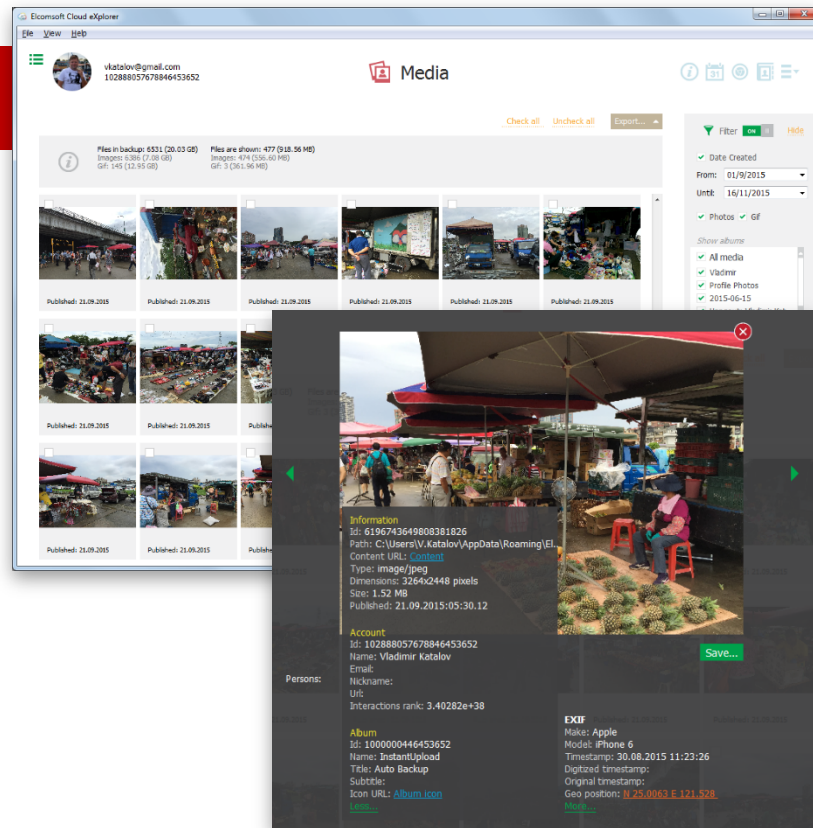 Elcomsoft Cloud eXplorer
File View Help
vkatalov@gmail.com
102888057678846453652
Media
31
Check all Uncheck all Export...
Files in backup: 6531 (20.03 GB) Files are shown: 477 (918.56 MB)
Images: 6386 (7.08 GB) Images: 474 (556.60 MB)
Gif: 145 (12.95 GB) Gif: 3 (361.96 MB)
Filter ON Hide
Date Created
From: 01/9/2015
Until: 16/11/2015
Photos Gif
Show albums
All media
Vladmir
Profile Photos
2015-06-15
Published: 21.09.2015 Published: 21.09.2015 Published: 21.09.2015 Published: 21.09.2015 Published: 21.09.2015 Published: 21.09.2015
Published: 21.09.2015 Published: 21.09.2015
Published: 21.09.2015 Published: 21.09.2015
Information
Id: 6196743649808381826
Path: C:\Users\V.Katalov\AppData\Roaming\El...
Content URL: Content
Type: image/jpeg
Dimensions: 3264x2448 pixels
Size: 1.52 MB
Published: 21.09.2015:05:30.12
Account
Id: 102888057678846453652
Name: Vladimir Katalov
Email:
Nickname:
Url:
Interactions rank: 3.40282e+38
Persons:
Save...
Album
Id: 1000000446453652
Name: InstantUpload
Title: Auto Backup
Subtitle:
Icon URL: Album icon
Less...
EXIF
Make: Apple
Model: iPhone 6
Timestamp: 30.08.2015 11:23:26
Digitized timestamp:
Original timestamp:
Geo position: N 25.0063 E 121.528
More...